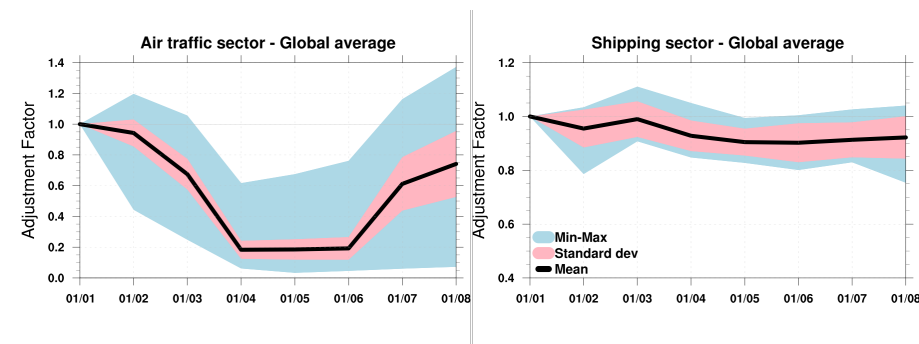 Air traffic sector - Global average
Adjustment Factor
1.4
1.2
1.0
0.8
0.6
0.4
0.2
0.0
01/01 01/02 01/03 01/04 01/05 01/06 01/07 01/08
Shipping sector - Global average
Adjustment Factor
1.2
1.0
0.8
0.6
0.4
Min-Max
Standard dev
Mean
01/01 01/02 01/03 01/04 01/05 01/06 01/07 01/08